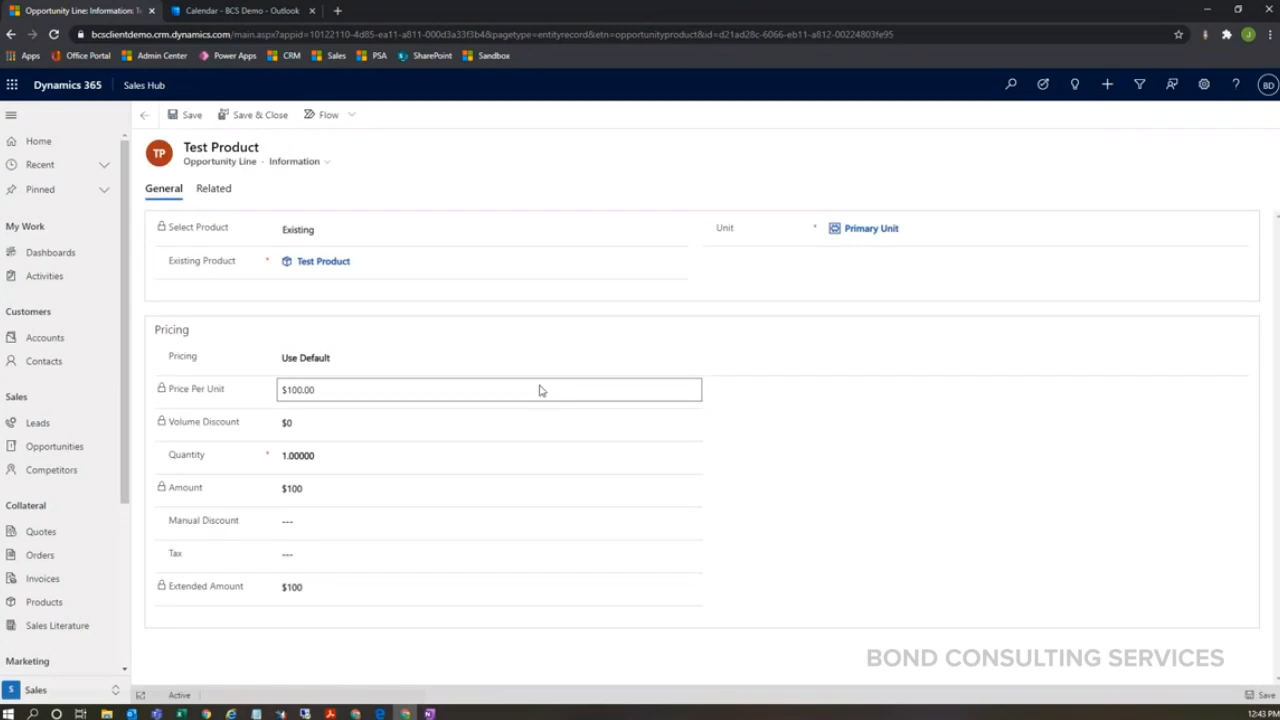 Opportunity Line: Information: T
Calendar - BCS Demo - Outlook
bcsclientdemo.crm.dynamics.com/main.aspx?appid=10122110-4d85-ea11-a811-000d3a33f3b4&pagetype=entityrecord&etn=opportunityproduct&id=d21ad28c-6066-eb11-a812-00224803fe95
Apps Office Portal Admin Center Power Apps CRM Sales PSA SharePoint Sandbox
Dynamics 365 Sales Hub
BD
Save Save & Close Flow
Home
Recent
Pinned
My Work
Dashboards
Activities
Customers
Accounts
Contacts
Sales
Leads
Opportunities
Competitors
Collateral
Quotes
Orders
Invoices
Products
Sales Literature
Marketing
S Sales
TP
Test Product
Opportunity Line · Information
General Related
Select Product Existing
Unit * Primary Unit
Existing Product * Test Product
Pricing
Pricing Use Default
Price Per Unit $100.00
Volume Discount $0
Quantity * 1.00000
Amount $100
Manual Discount ---
Tax ---
Extended Amount $100
BOND CONSULTING SERVICES
Active
Save
12:43 PM